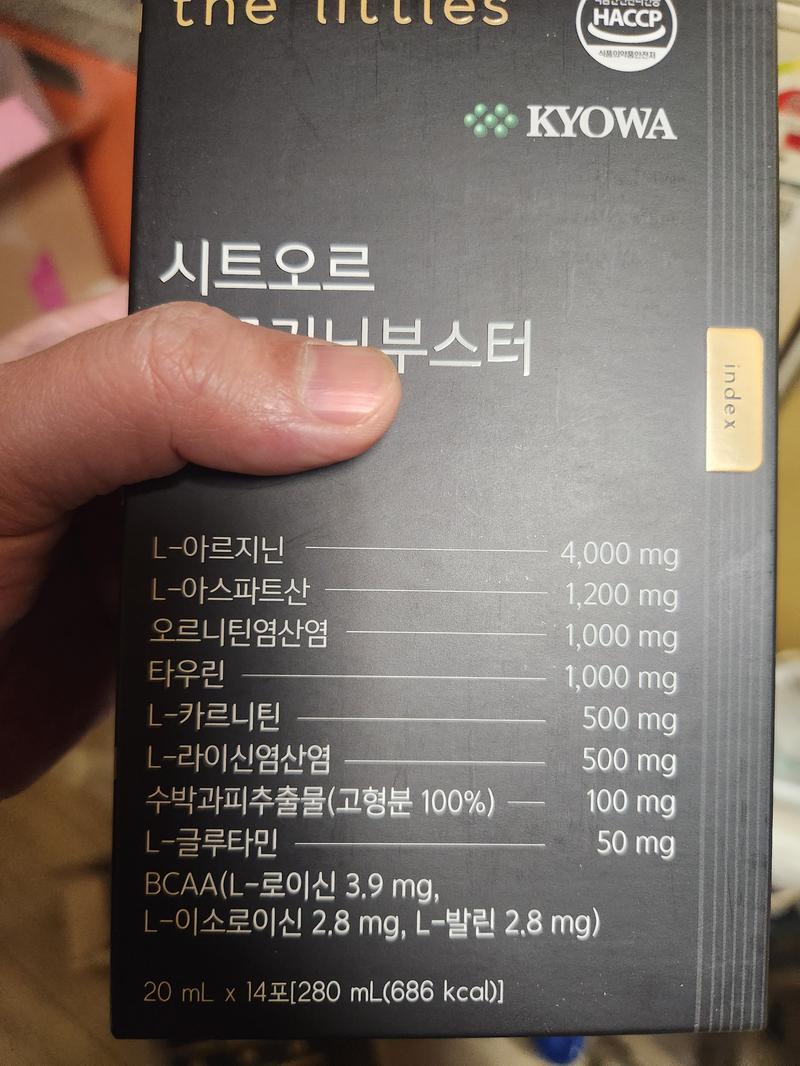 the littles
HACCP
식품의약품안전처
KYOWA
시트오르
부스터
index
L-아르지닌 4,000 mg
L-아스파트산 1,200 mg
오르니틴염산염 1,000 mg
타우린 1,000 mg
L-카르니틴 500 mg
L-라이신염산염 500 mg
수박과피추출물(고형분 100%) 100 mg
L-글루타민 50 mg
BCAA(L-로이신 3.9 mg,
L-이소로이신 2.8 mg, L-발린 2.8 mg)
20 mL x 14포[280 mL(686 kcal)]